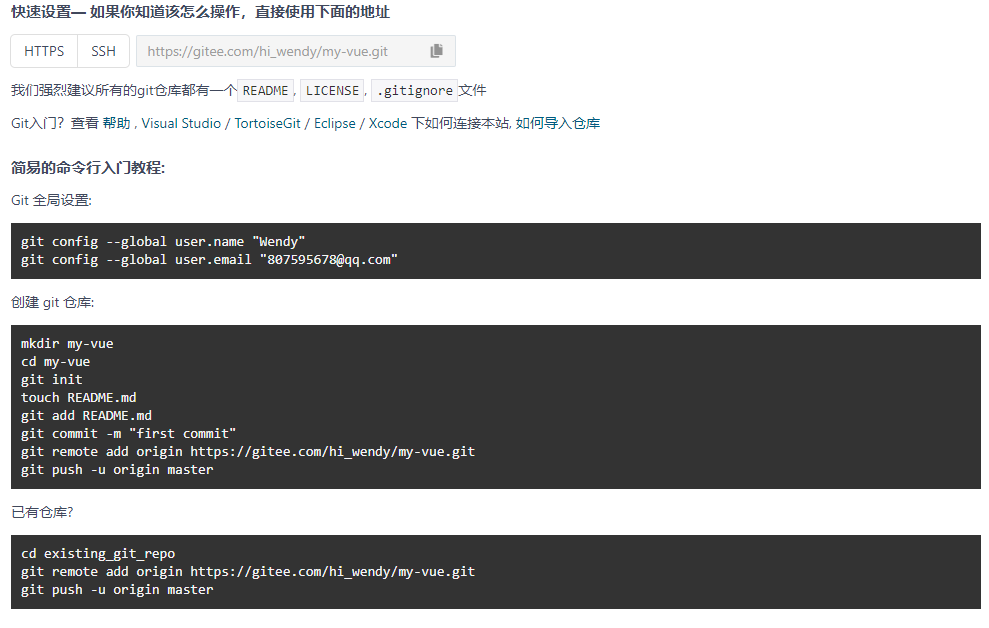 快速设置— 如果你知道该怎么操作，直接使用下面的地址
HTTPS SSH https://gitee.com/hi_wendy/my-vue.git
我们强烈建议所有的git仓库都有一个 README, LICENSE, .gitignore 文件
Git入门？查看 帮助 , Visual Studio / TortoiseGit / Eclipse / Xcode 下如何连接本站, 如何导入仓库
简易的命令行入门教程:
Git 全局设置:
git config --global user.name "Wendy"
git config --global user.email "807595678@qq.com"
创建 git 仓库:
mkdir my-vue
cd my-vue
git init
touch README.md
git add README.md
git commit -m "first commit"
git remote add origin https://gitee.com/hi_wendy/my-vue.git
git push -u origin master
已有仓库?
cd existing_git_repo
git remote add origin https://gitee.com/hi_wendy/my-vue.git
git push -u origin master